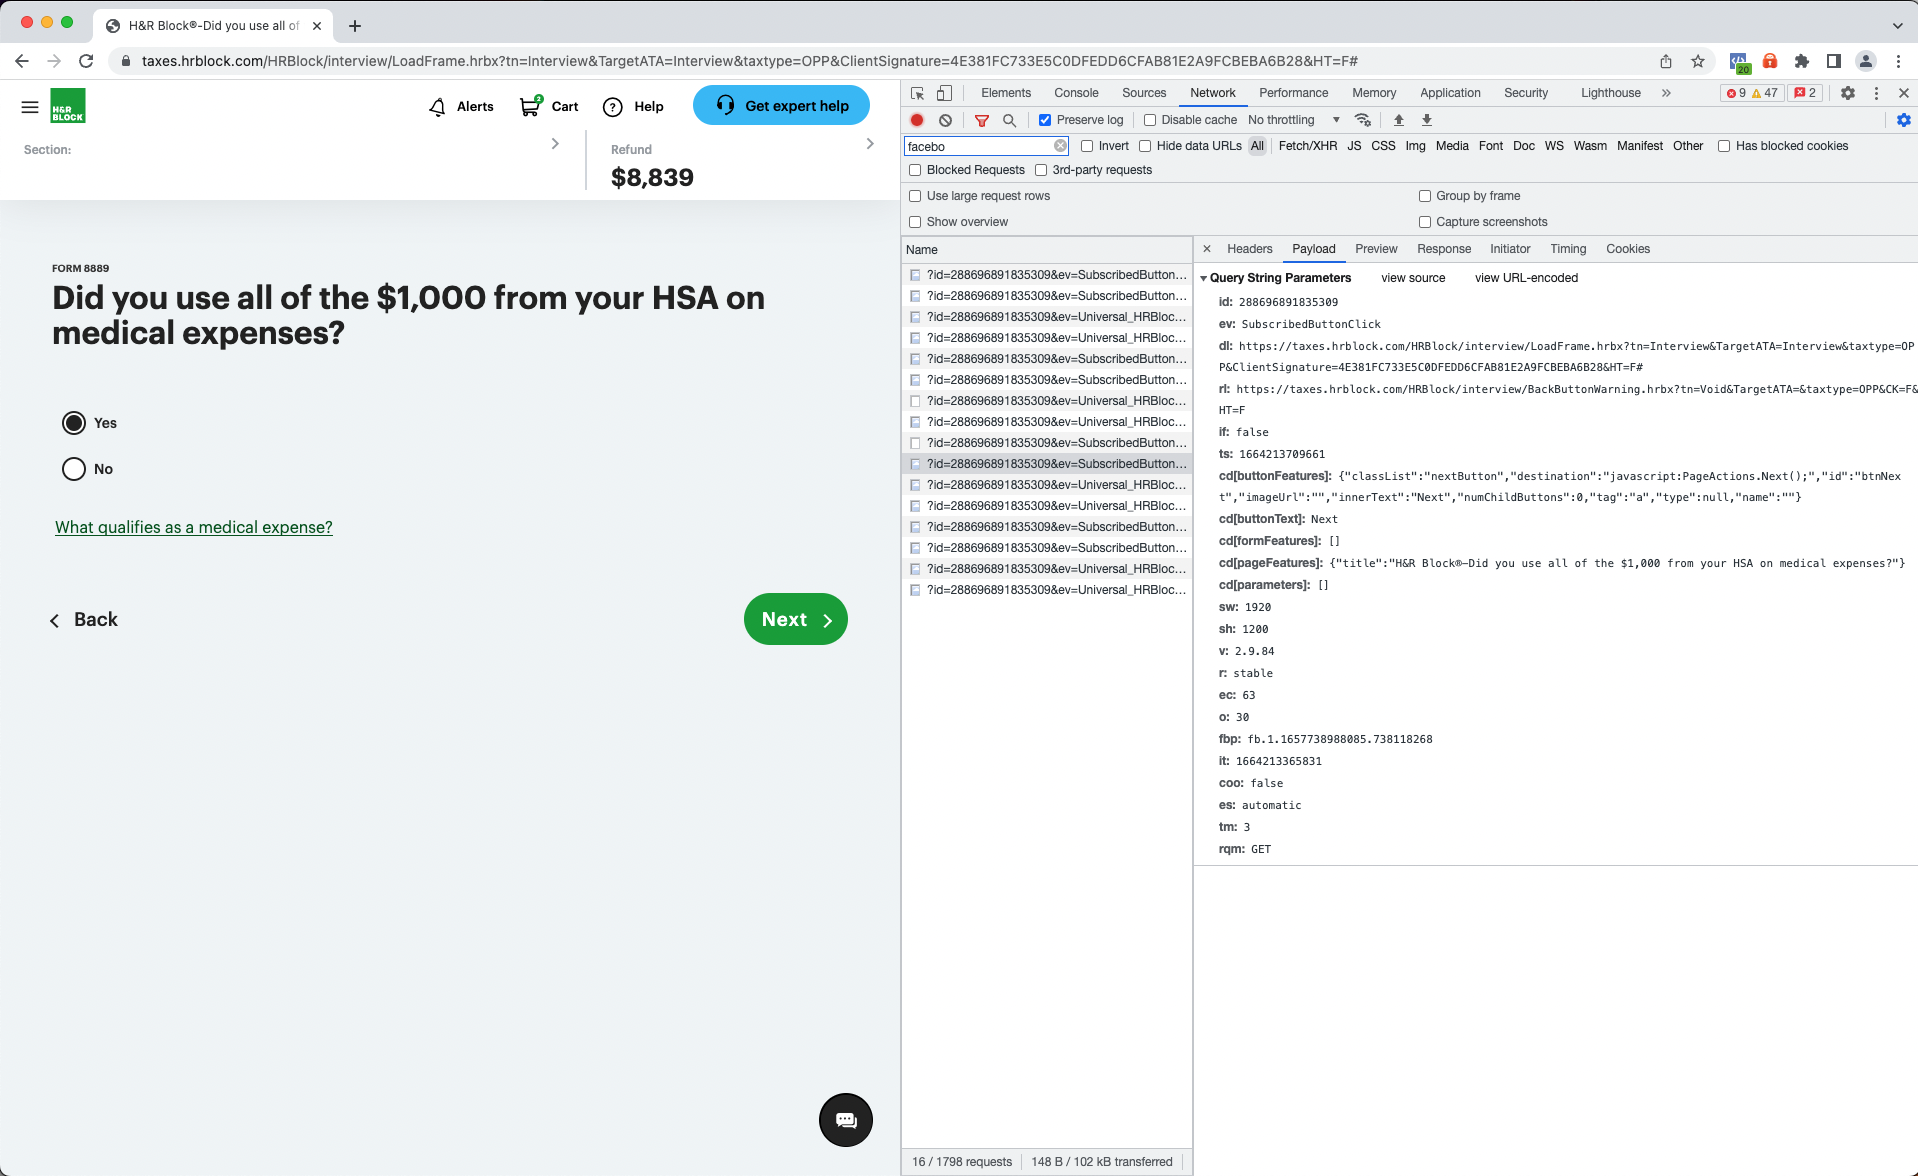 H&R Block®-Did you use all of
taxes.hrblock.com/HRBlock/interview/LoadFrame.hrbx?tn=Interview&TargetATA=Interview&taxtype=OPP&ClientSignature=4E381FC733E5C0DFEDD6CFAB81E2A9FCBEBA6B28&HT=F#
20
H&R
BLOCK
Alerts
2
Cart
Help
Get expert help
Section:
Refund
$8,839
FORM 8889
Did you use all of the $1,000 from your HSA on
medical expenses?
Yes
No
What qualifies as a medical expense?
Back
Next
Elements Console Sources Network Performance Memory Application Security Lighthouse 9 47 2
Preserve log Disable cache No throttling
facebo Invert Hide data URLs All Fetch/XHR JS CSS Img Media Font Doc WS Wasm Manifest Other Has blocked cookies
Blocked Requests 3rd-party requests
Use large request rows Group by frame
Show overview Capture screenshots
Name
?id=288696891835309&ev=SubscribedButton...
?id=288696891835309&ev=SubscribedButton...
?id=288696891835309&ev=Universal_HRBloc...
?id=288696891835309&ev=Universal_HRBloc...
?id=288696891835309&ev=SubscribedButton...
?id=288696891835309&ev=SubscribedButton...
?id=288696891835309&ev=Universal_HRBloc...
?id=288696891835309&ev=Universal_HRBloc...
?id=288696891835309&ev=SubscribedButton...
?id=288696891835309&ev=SubscribedButton...
?id=288696891835309&ev=Universal_HRBloc...
?id=288696891835309&ev=Universal_HRBloc...
?id=288696891835309&ev=SubscribedButton...
?id=288696891835309&ev=SubscribedButton...
?id=288696891835309&ev=Universal_HRBloc...
?id=288696891835309&ev=Universal_HRBloc...
16 / 1798 requests 148 B / 102 kB transferred
Headers Payload Preview Response Initiator Timing Cookies
Query String Parameters view source view URL-encoded
id: 288696891835309
ev: SubscribedButtonClick
dl: https://taxes.hrblock.com/HRBlock/interview/LoadFrame.hrbx?tn=Interview&TargetATA=Interview&taxtype=OP
P&ClientSignature=4E381FC733E5C0DFEDD6CFAB81E2A9FCBEBA6B28&HT=F#
rl: https://taxes.hrblock.com/HRBlock/interview/BackButtonWarning.hrbx?tn=Void&TargetATA=&taxtype=OPP&CK=F&
HT=F
if: false
ts: 1664213709661
cd[buttonFeatures]: {"classList":"nextButton","destination":"javascript:PageActions.Next();","id":"btnNex
t","imageUrl":"","innerText":"Next","numChildButtons":0,"tag":"a","type":null,"name":""}
cd[buttonText]: Next
cd[formFeatures]: []
cd[pageFeatures]: {"title":"H&R Block®–Did you use all of the $1,000 from your HSA on medical expenses?"}
cd[parameters]: []
sw: 1920
sh: 1200
v: 2.9.84
r: stable
ec: 63
o: 30
fbp: fb.1.1657738988085.738118268
it: 1664213365831
coo: false
es: automatic
tm: 3
rqm: GET